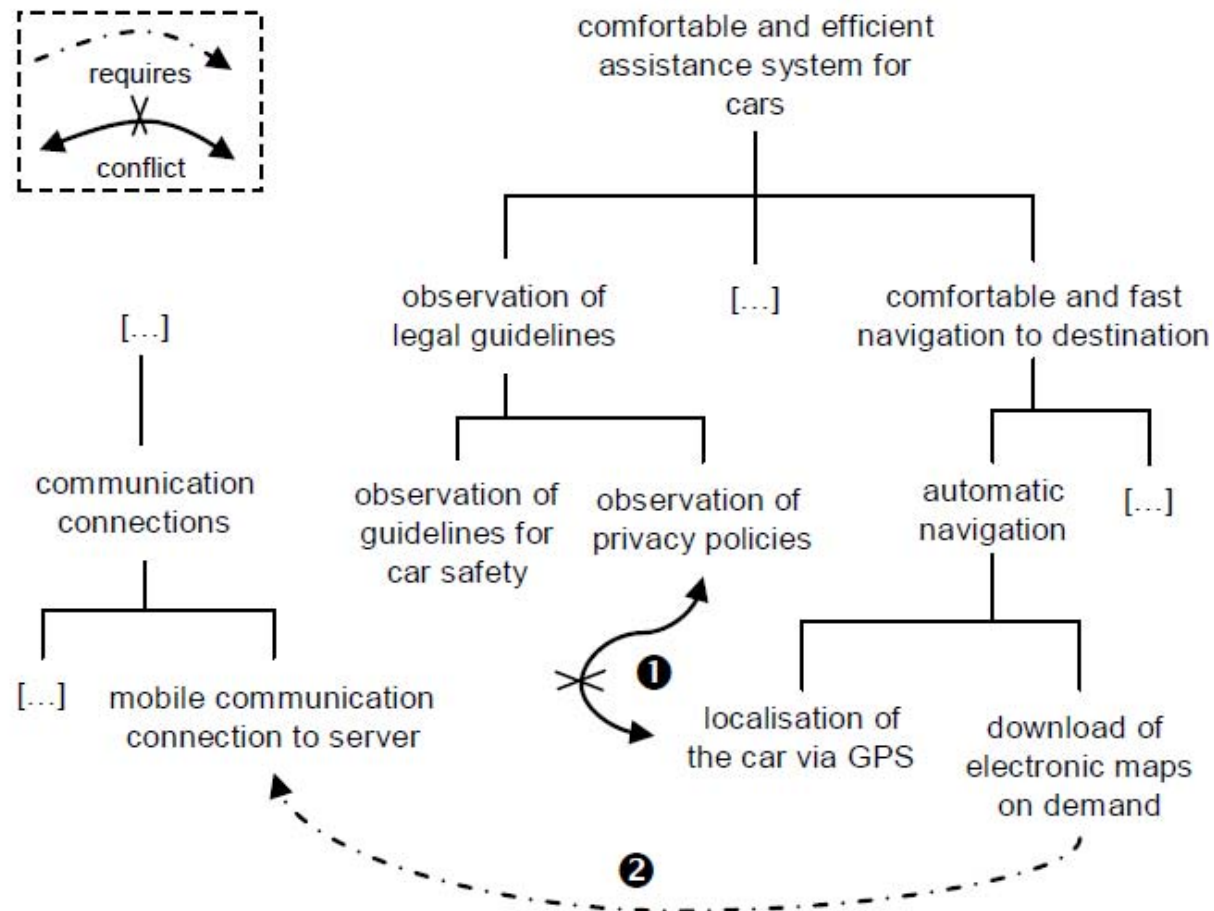 requires
conflict
comfortable and efficient
assistance system for
cars
observation of
legal guidelines
[...]
comfortable and fast
navigation to destination
[...]
communication
connections
observation of
guidelines for
car safety
observation of
privacy policies
automatic
navigation
[...]
[...]
mobile communication
connection to server
❶
localisation of
the car via GPS
download of
electronic maps
on demand
❷